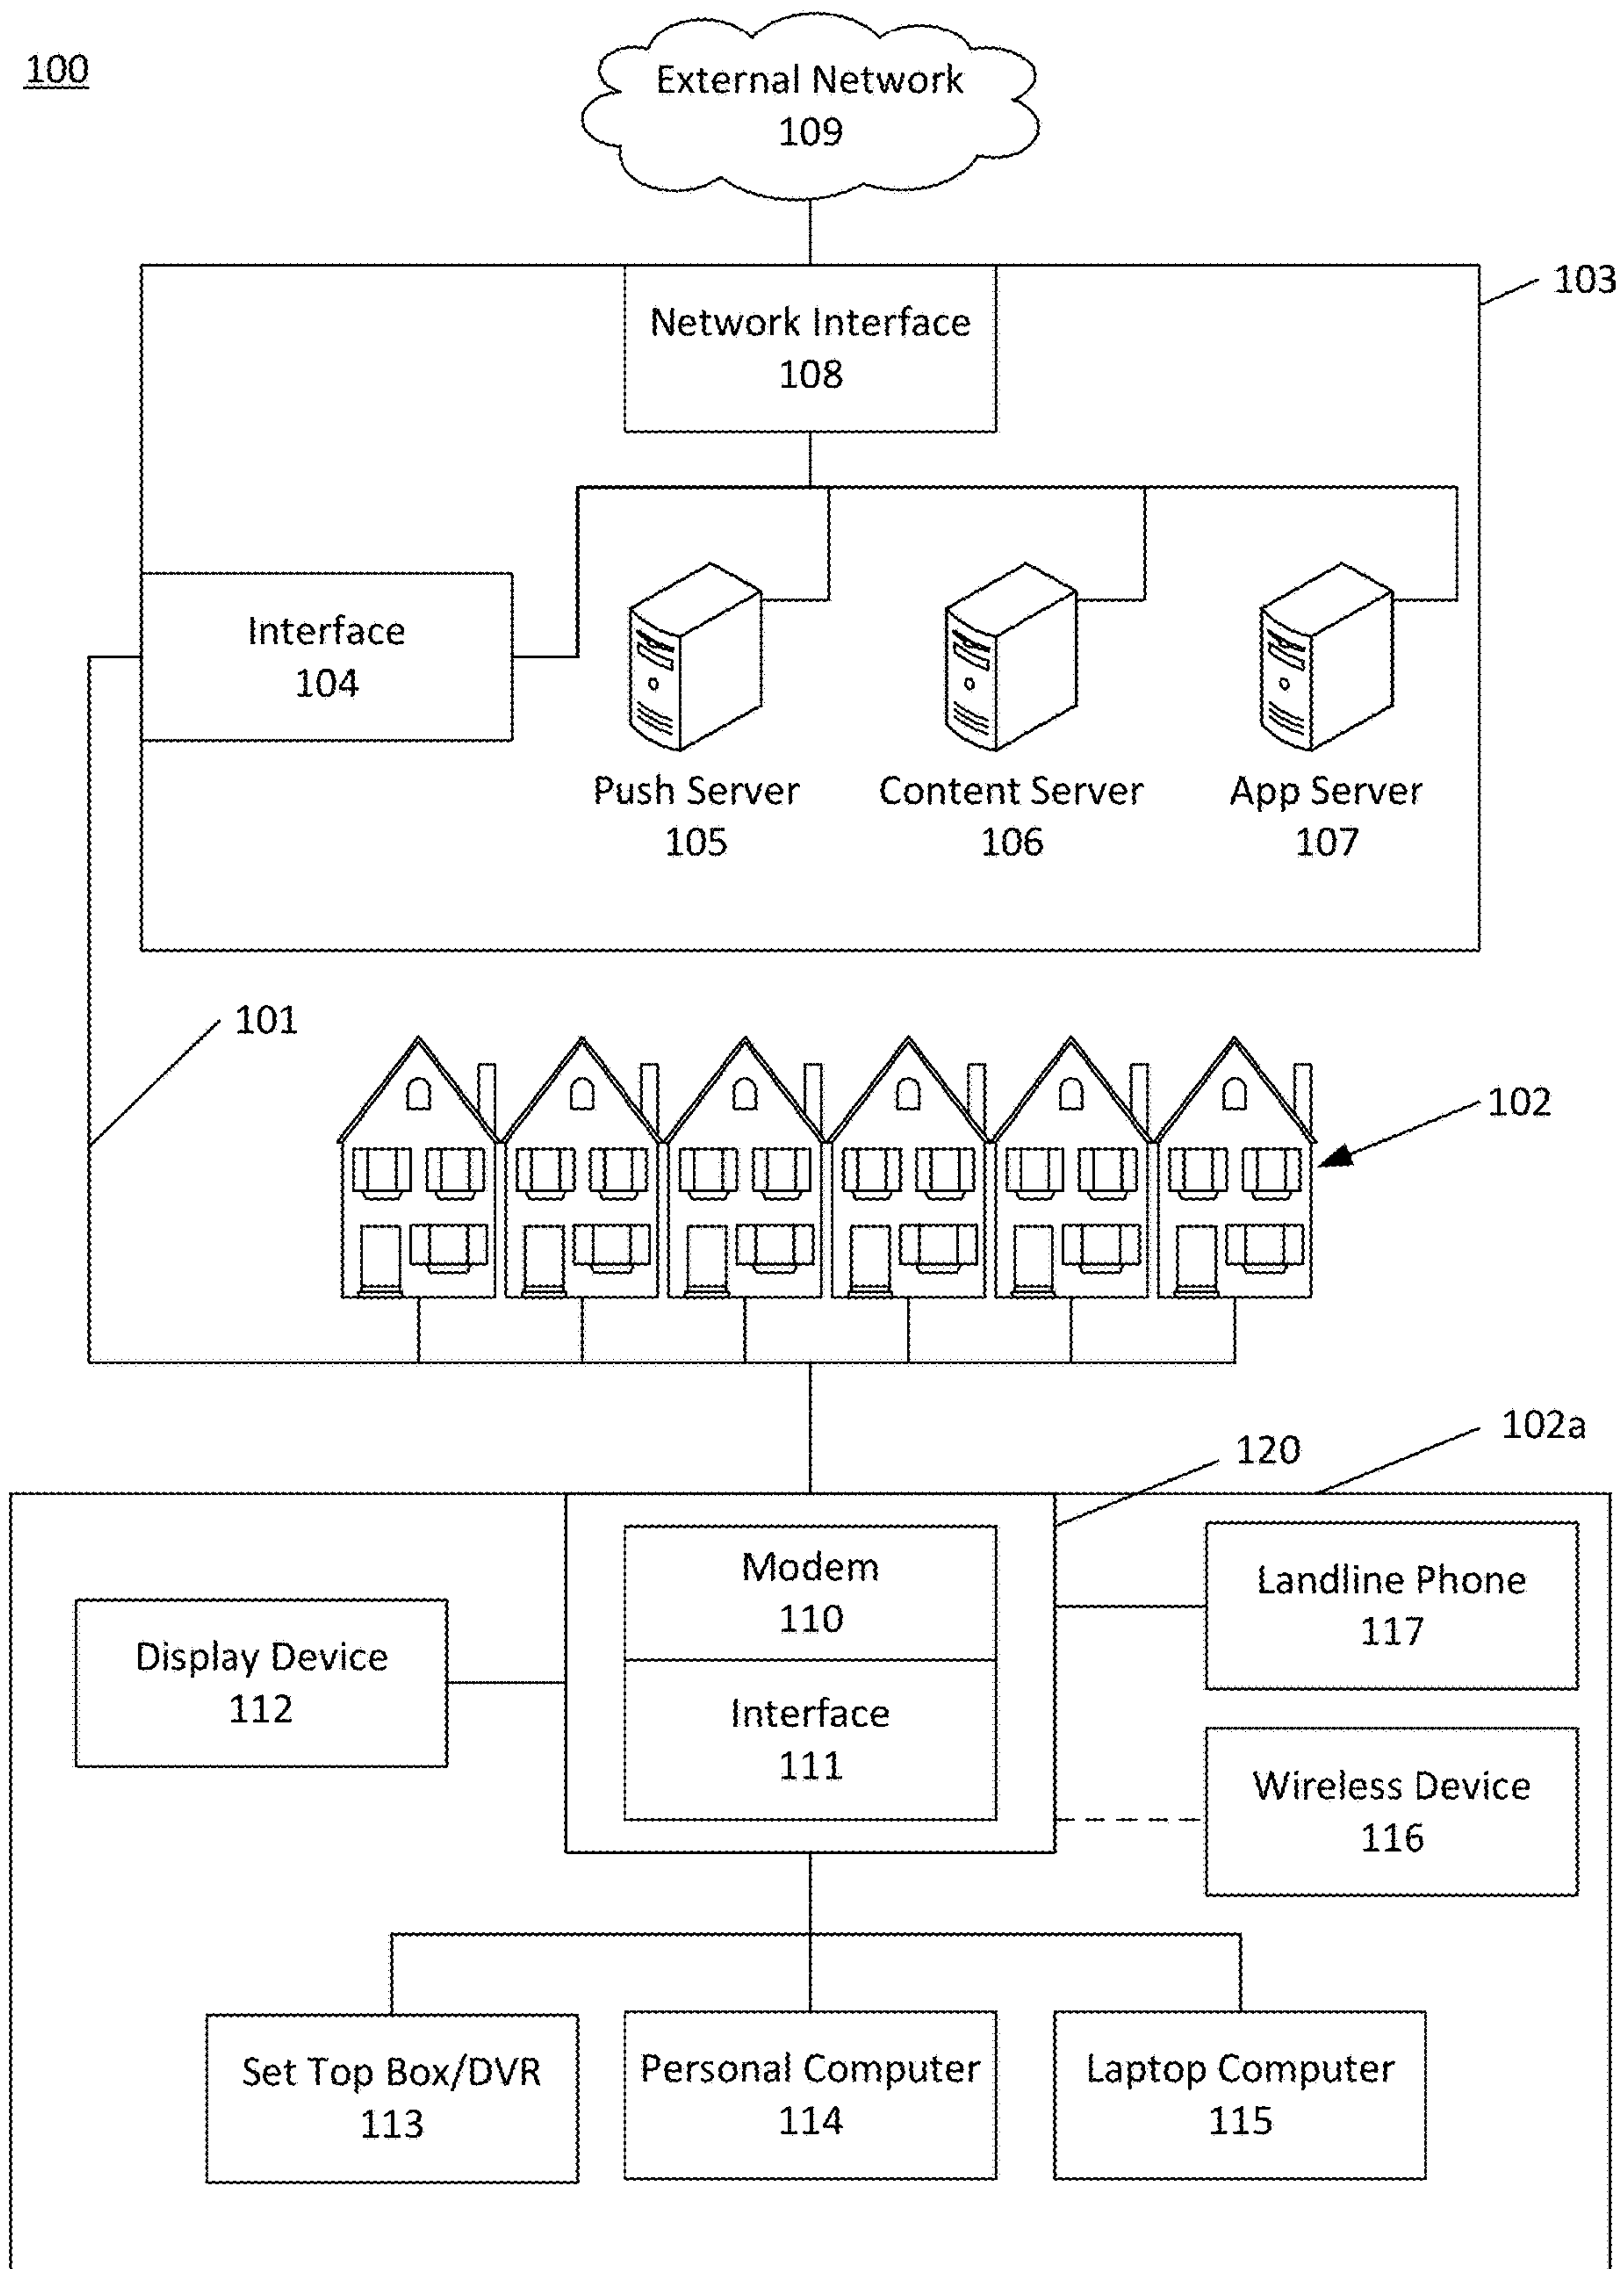 100
External Network
109
103
Network Interface
108
Interface
104
Push Server
105
Content Server
106
App Server
107
101
102
102a
120
Modem
110
Landline Phone
117
Display Device
112
Interface
111
Wireless Device
116
Set Top Box/DVR
113
Personal Computer
114
Laptop Computer
115